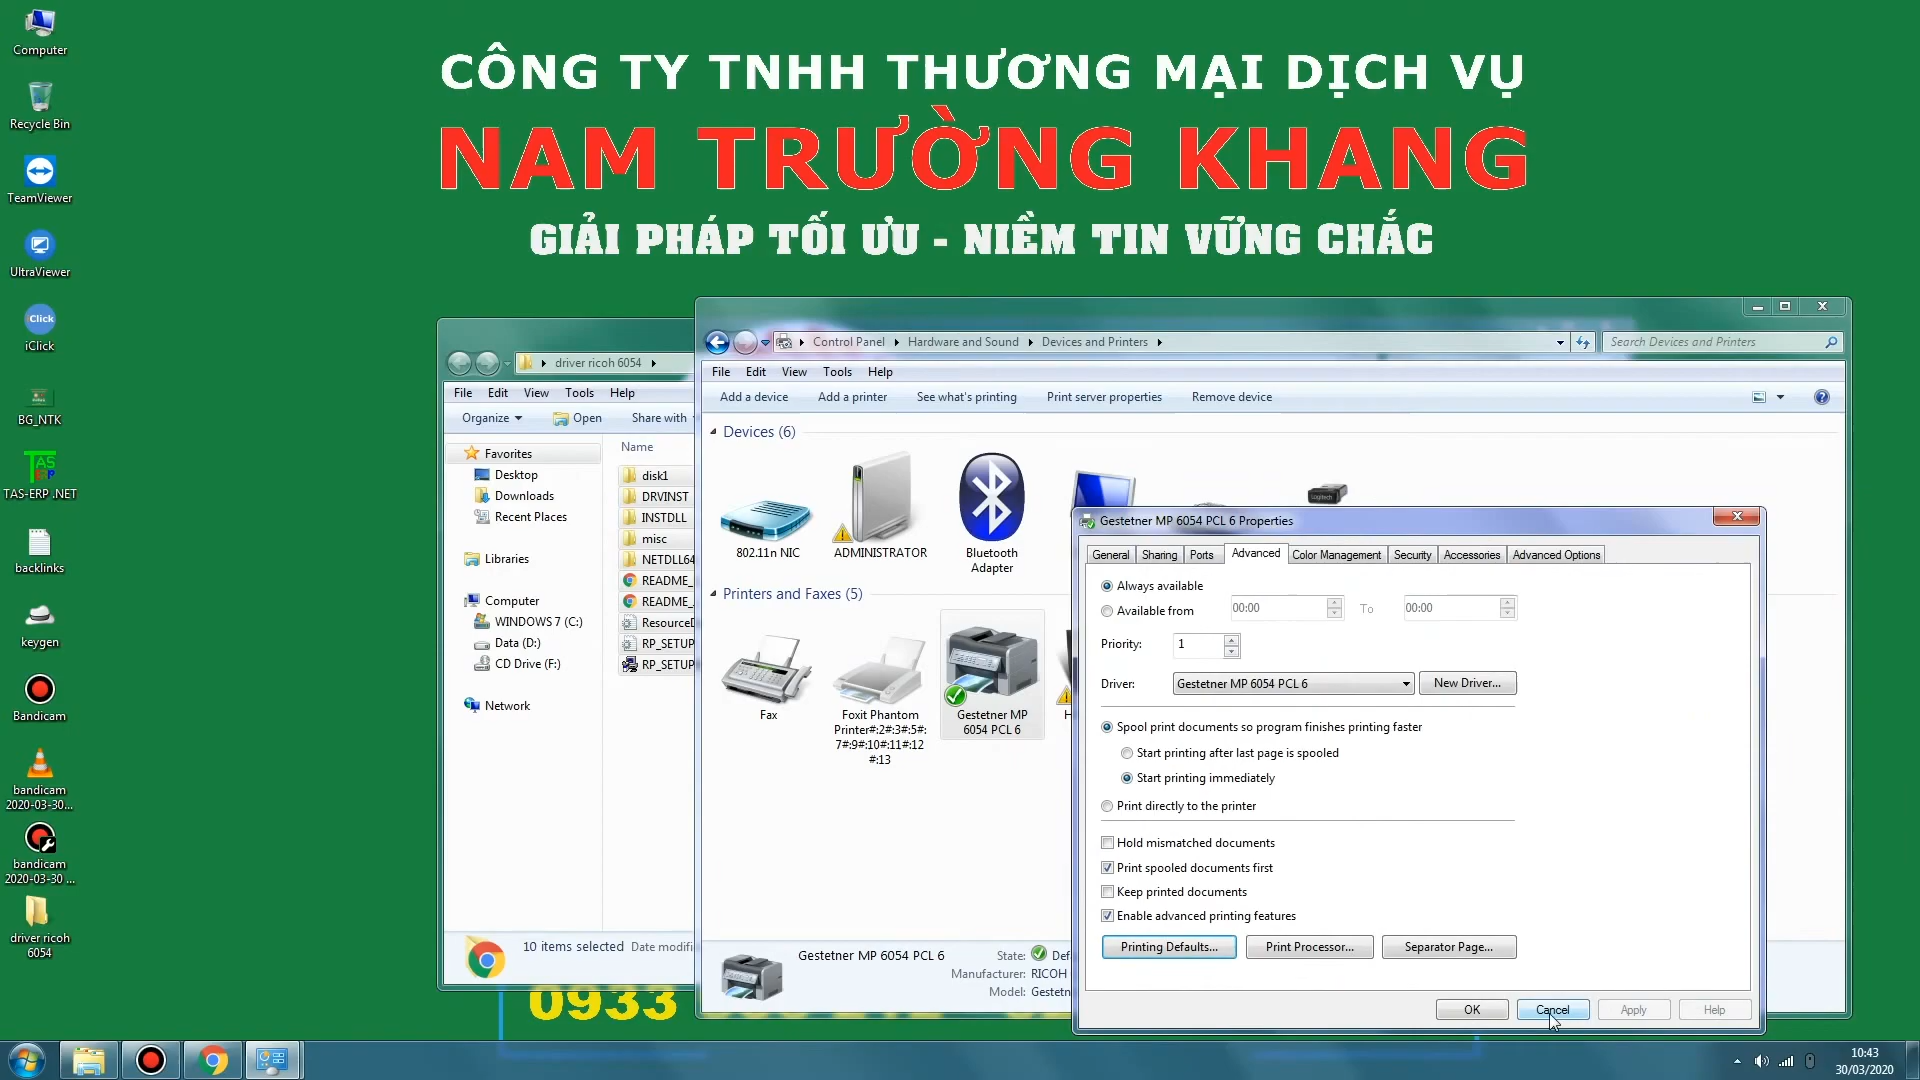 CÔNG TY TNHH THƯƠNG MẠI DỊCH VỤ
NAM TRƯỜNG KHANG
GIẢI PHÁP TỐI ƯU - NIỀM TIN VỮNG CHẮC
0933
Computer
Recycle Bin
TeamViewer
UltraViewer
Click
iClick
BG_NTK
TAS
ERP
TAS-ERP .NET
backlinks
keygen
Bandicam
bandicam
2020-03-30...
bandicam
2020-03-30 ...
driver ricoh
6054
driver ricoh 6054
File Edit View Tools Help
Organize Open Share with
Favorites
Desktop
Downloads
Recent Places
Libraries
Computer
WINDOWS 7 (C:)
Data (D:)
CD Drive (F:)
Network
Name
disk1
DRVINST
INSTDLL
misc
NETDLL64
README_
README_
RP_SETUP
RP_SETUP
10 items selected Date modifi
Control Panel Hardware and Sound Devices and Printers
Search Devices and Printers
File Edit View Tools Help
Add a device Add a printer See what's printing Print server properties Remove device
Devices (6)
802.11n NIC
ADMINISTRATOR
Bluetooth
Adapter
Logitech
Printers and Faxes (5)
Fax
Foxit Phantom
Printer#:2#:3#:5#:
7#:9#:10#:11#:12
#:13
Gestetner MP
6054 PCL 6
Gestetner MP 6054 PCL 6
State: Def
Manufacturer: RICOH
Model: Gestetn
Gestetner MP 6054 PCL 6 Properties
General Sharing Ports Advanced Color Management Security Accessories Advanced Options
Always available
Available from 00:00 To 00:00
Priority: 1
Driver: Gestetner MP 6054 PCL 6 New Driver...
Spool print documents so program finishes printing faster
Start printing after last page is spooled
Start printing immediately
Print directly to the printer
Hold mismatched documents
Print spooled documents first
Keep printed documents
Enable advanced printing features
Printing Defaults... Print Processor... Separator Page...
OK Cancel Apply Help
10:43
30/03/2020